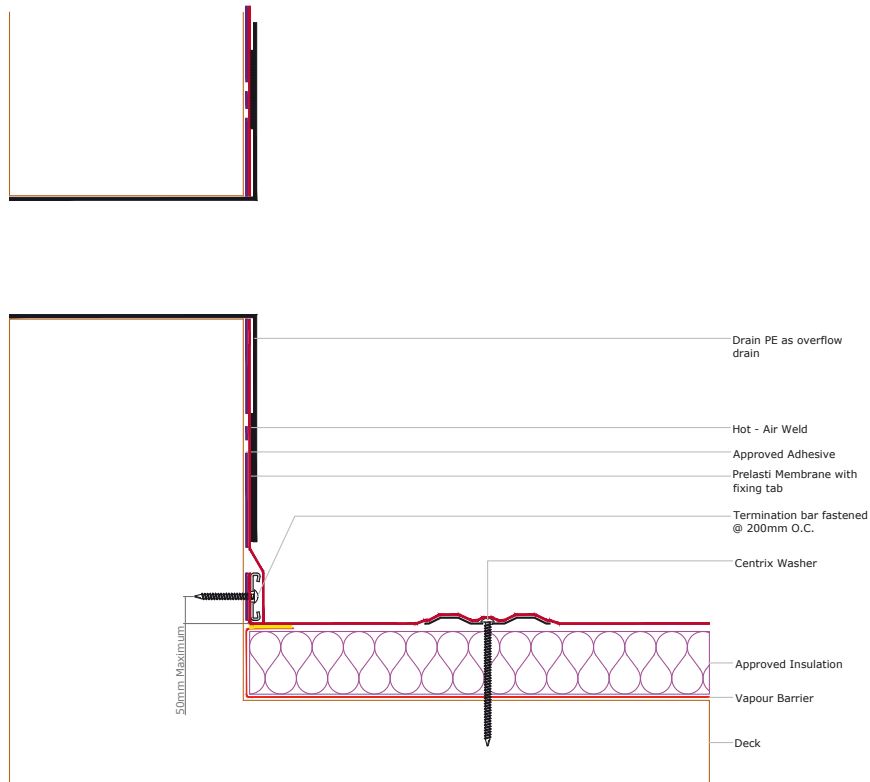 Drain PE as overflow
drain
Hot - Air Weld
Approved Adhesive
Prelasti Membrane with
fixing tab
Termination bar fastened
@ 200mm O.C.
Centrix Washer
50mm Maximum
Approved Insulation
Vapour Barrier
Deck